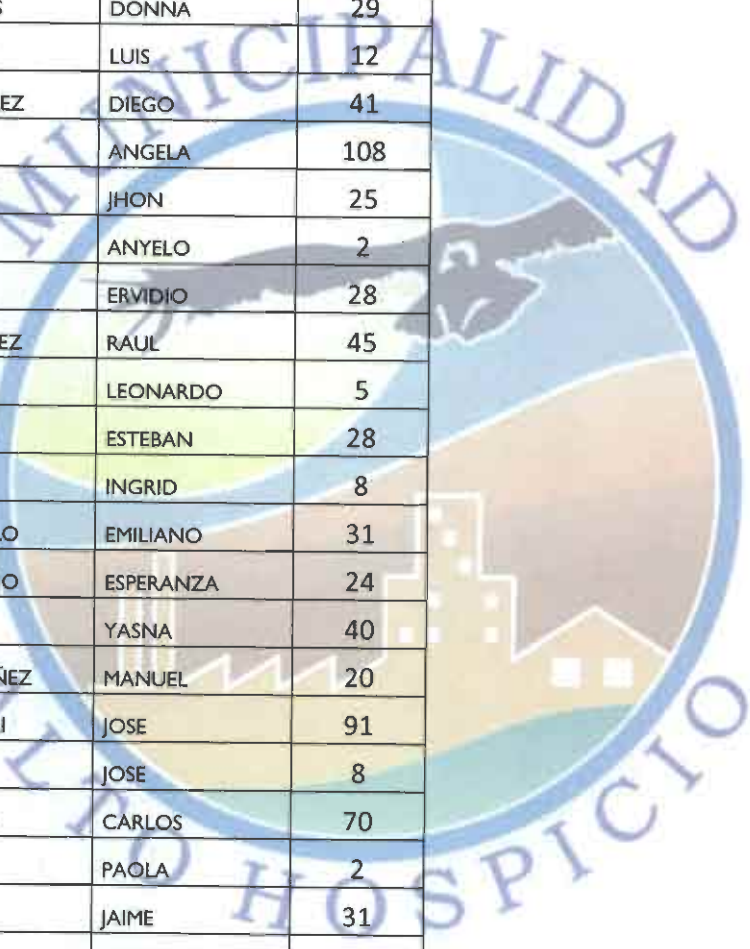 MUNICIPALIDAD
DONNA 29
LUIS 12
EZ DIEGO 41
ANGELA 108
JHON 25
ANYELO 2
ERVIDIO 28
EZ RAUL 45
LEONARDO 5
ESTEBAN 28
INGRID 8
LO EMILIANO 31
O ESPERANZA 24
YASNA 40
ÑEZ MANUEL 20
I JOSE 91
JOSE 8
CARLOS 70
PAOLA 2
JAIME 31
ALTO HOSPICIO